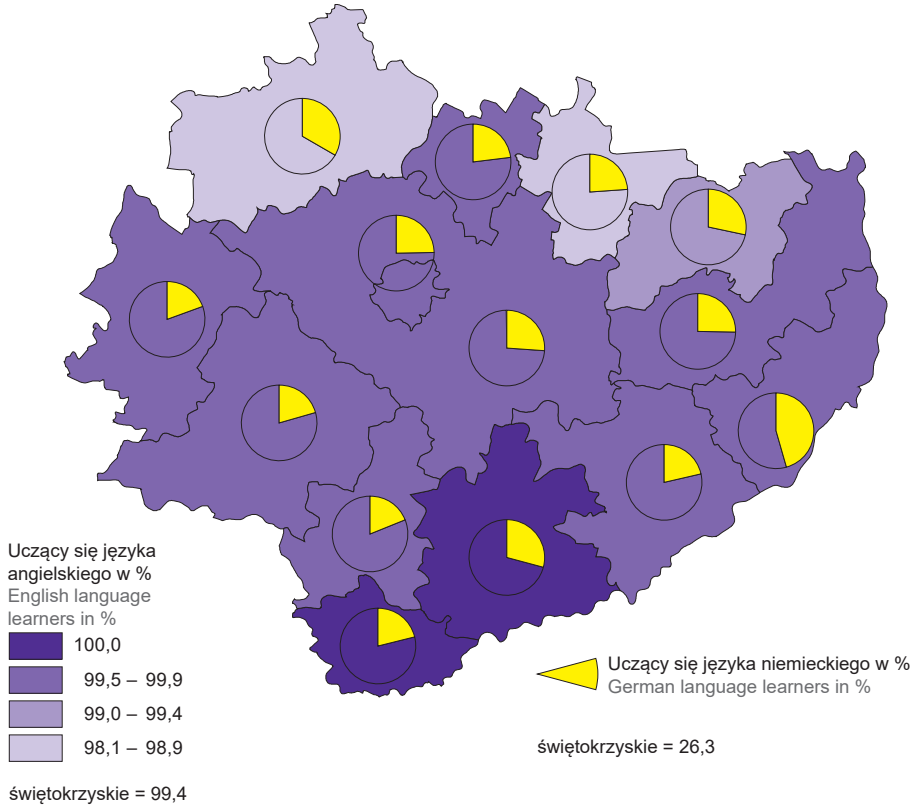 Uczący się języka
angielskiego w %
English language
learners in %
100,0
99,5 – 99,9
99,0 – 99,4
98,1 – 98,9
świętokrzyskie = 99,4
Uczący się języka niemieckiego w %
German language learners in %
świętokrzyskie = 26,3